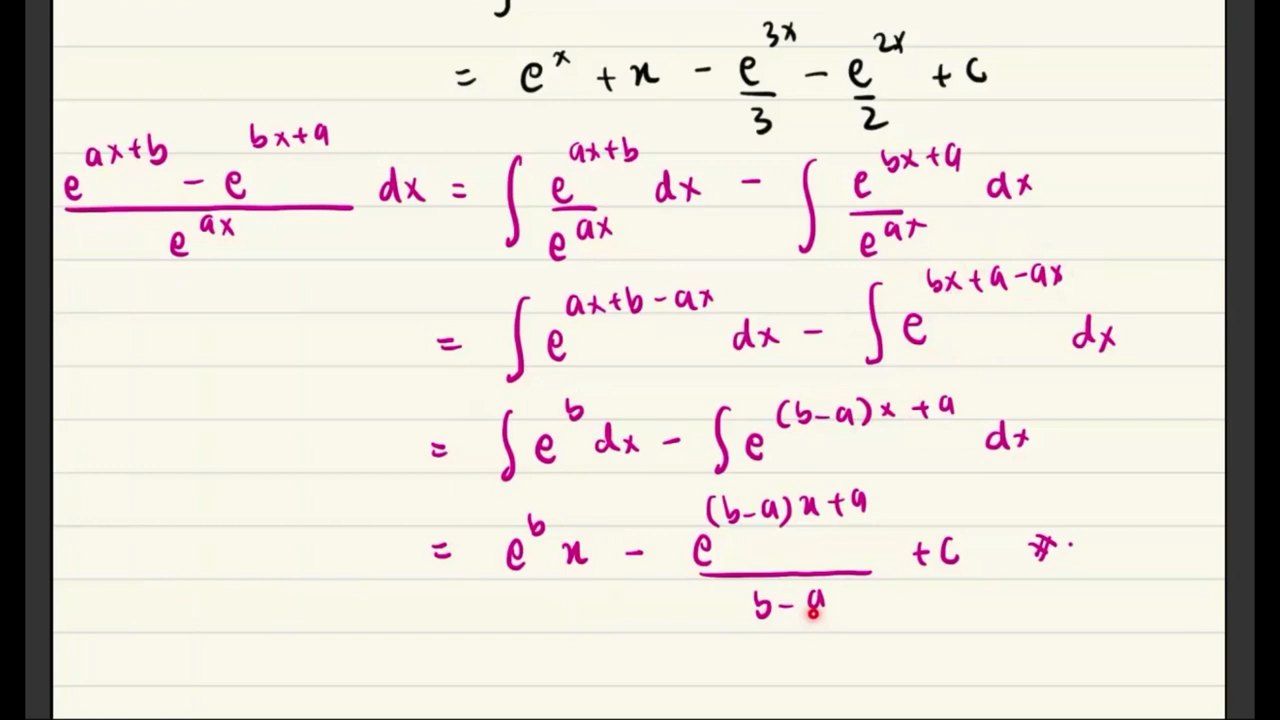 = e^x + x - e^{3x}/3 - e^{2x}/2 + c
(e^{ax+b} - e^{bx+a})/e^{ax} dx = ∫ e^{ax+b}/e^{ax} dx - ∫ e^{bx+a}/e^{ax} dx
= ∫ e^{ax+b-ax} dx - ∫ e^{bx+a-ax} dx
= ∫ e^b dx - ∫ e^{(b-a)x+a} dx
= e^b x - e^{(b-a)x+a}/(b-a) + c